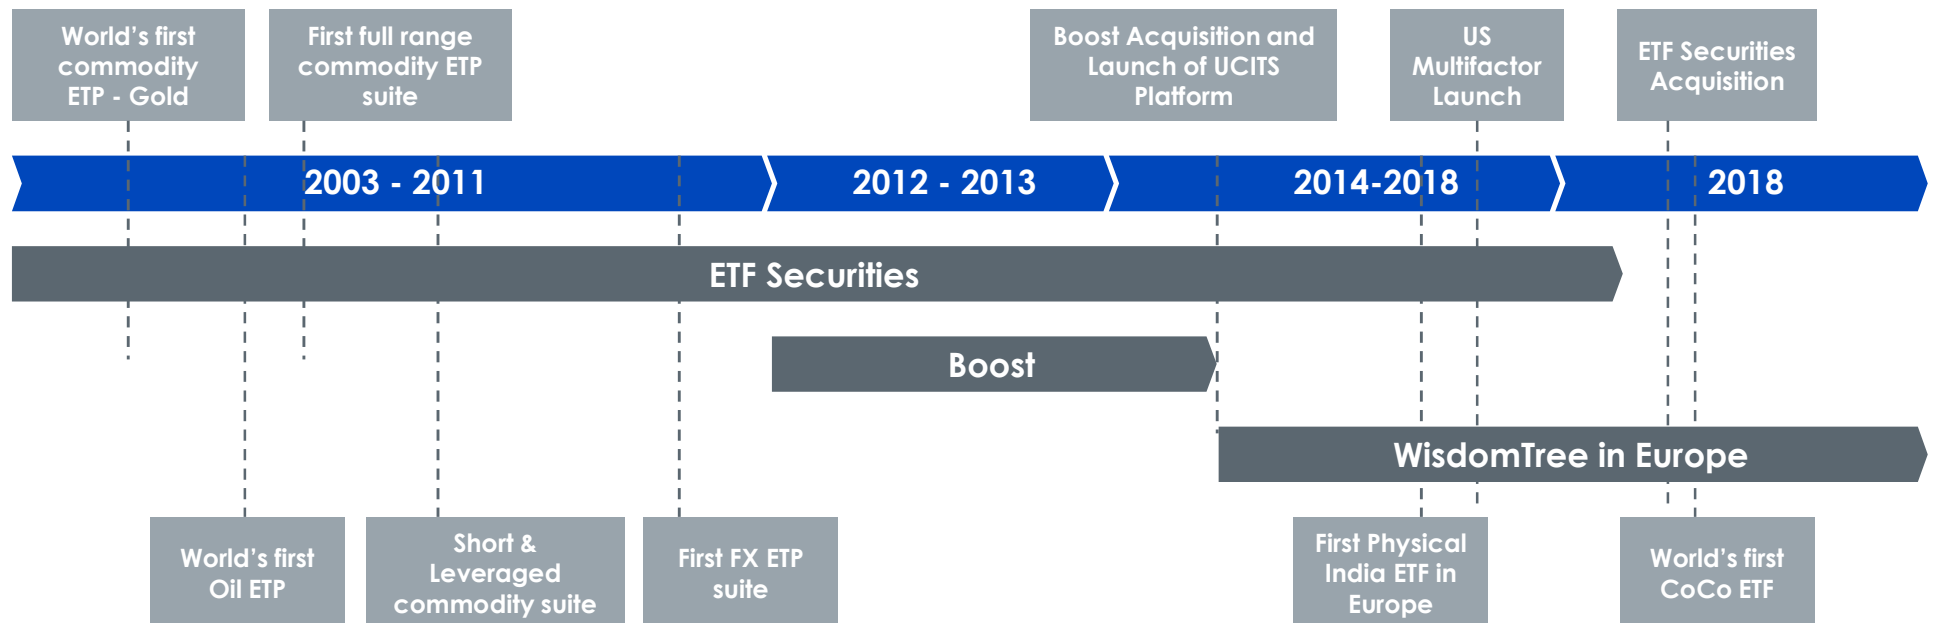 World’s first
commodity
ETP - Gold
First full range
commodity ETP
suite
Boost Acquisition and
Launch of UCITS
Platform
US
Multifactor
Launch
ETF Securities
Acquisition
2003 - 2011
2012 - 2013
2014-2018
2018
ETF Securities
Boost
WisdomTree in Europe
World’s first
Oil ETP
Short &
Leveraged
commodity suite
First FX ETP
suite
First Physical
India ETF in
Europe
World’s first
CoCo ETF